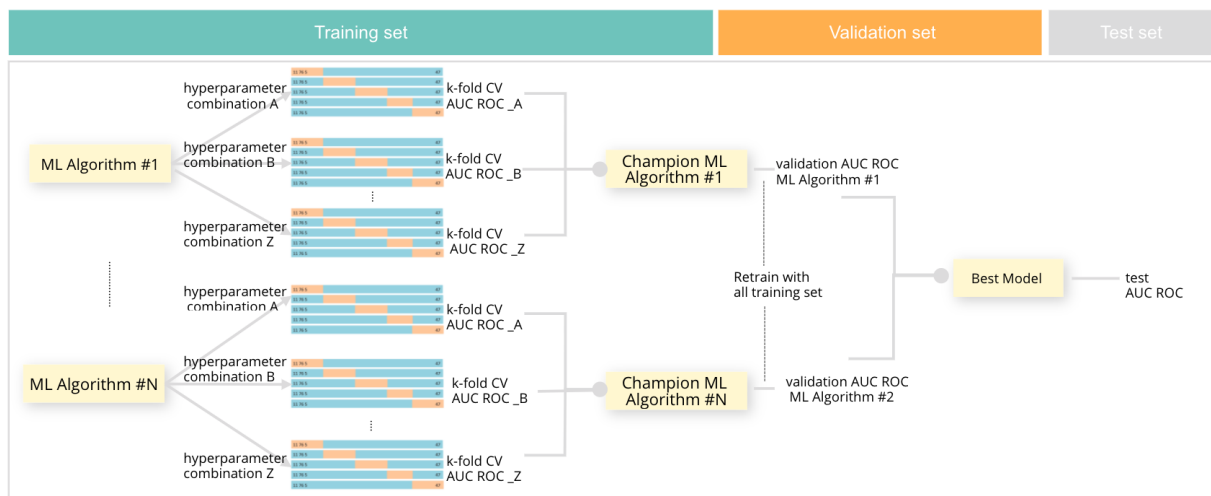 Training set
Validation set
Test set
hyperparameter
combination A
k-fold CV
AUC ROC _A
ML Algorithm #1
hyperparameter
combination B
k-fold CV
AUC ROC _B
hyperparameter
combination Z
k-fold CV
AUC ROC _Z
Champion ML
Algorithm #1
validation AUC ROC
ML Algorithm #1
Retrain with
all training set
Best Model
test
AUC ROC
hyperparameter
combination A
k-fold CV
AUC ROC _A
ML Algorithm #N
hyperparameter
combination B
k-fold CV
AUC ROC _B
hyperparameter
combination Z
k-fold CV
AUC ROC _Z
Champion ML
Algorithm #N
validation AUC ROC
ML Algorithm #2